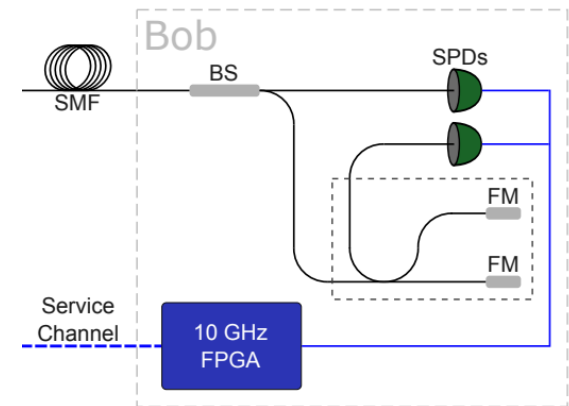 Bob
SPDs
BS
SMF
FM
FM
Service
Channel
10 GHz
FPGA